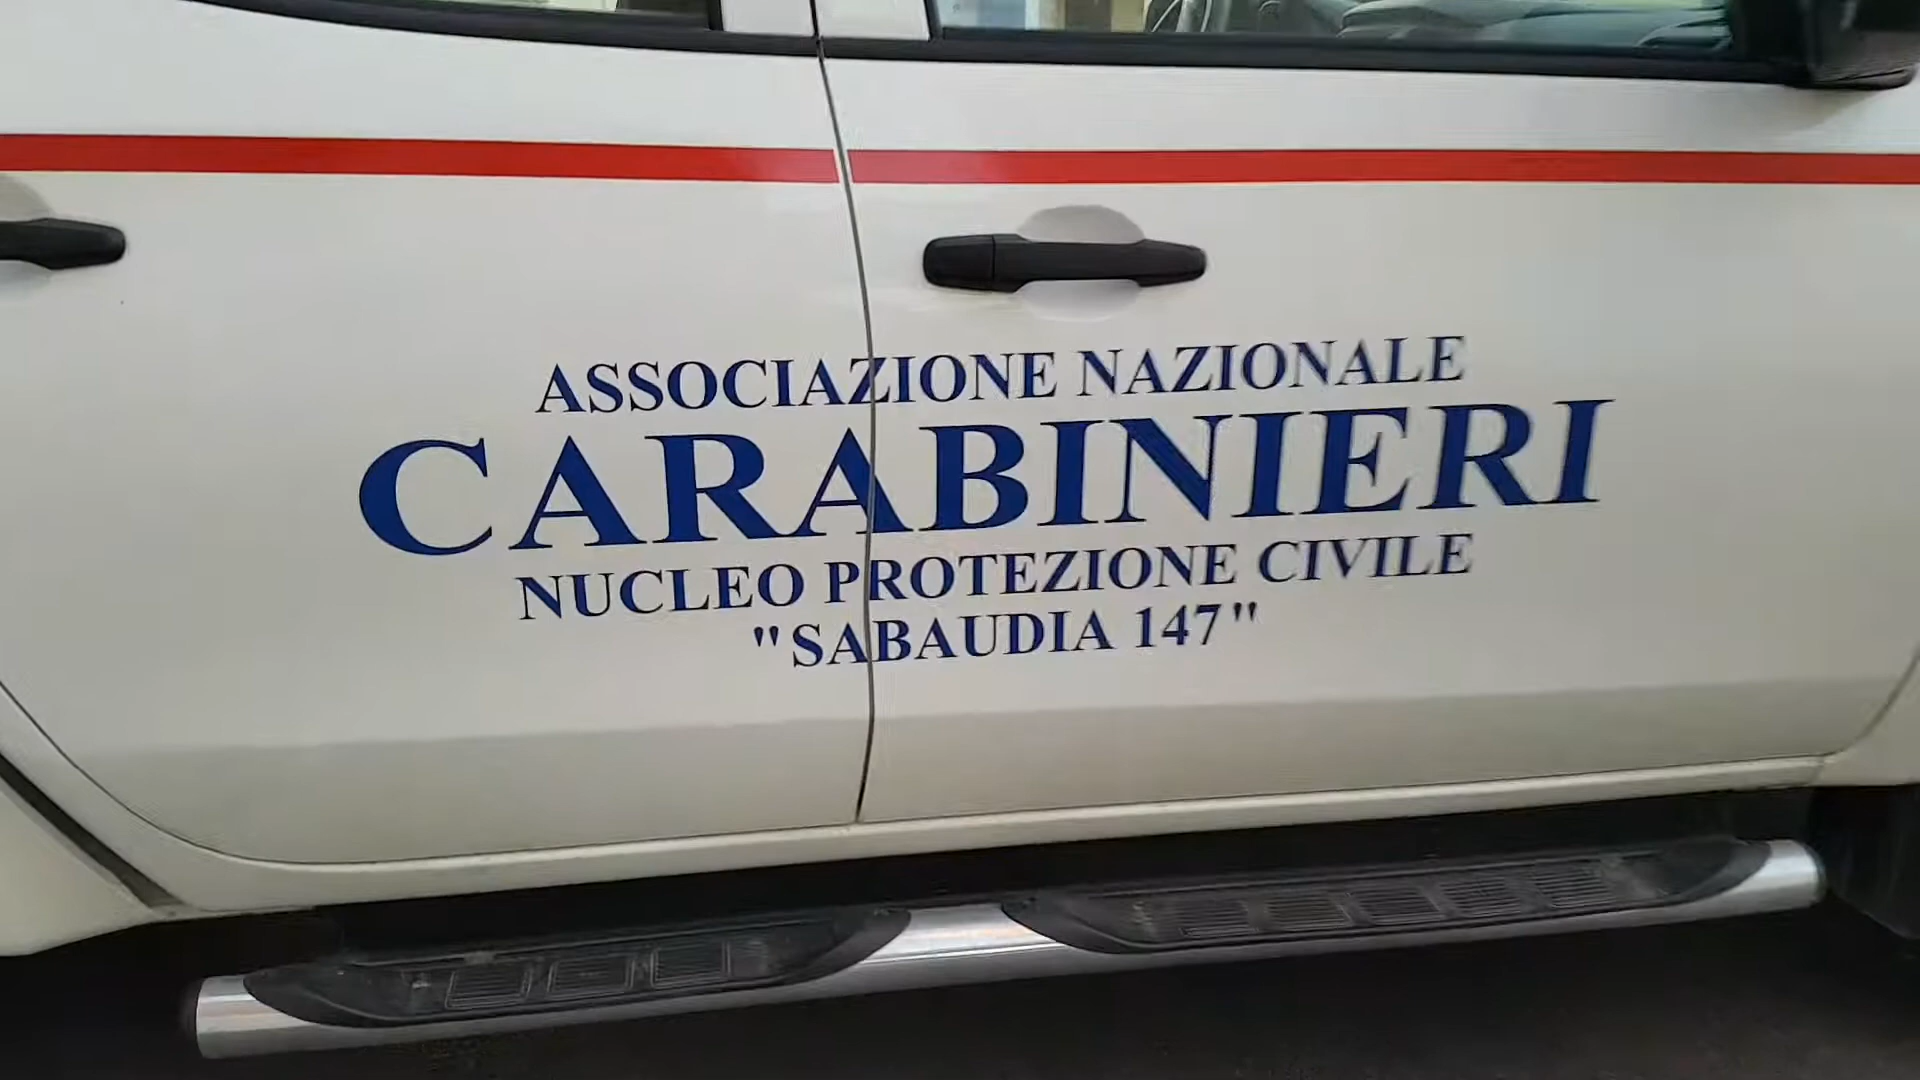 ASSOCIAZIONE NAZIONALE
CARABINIERI
NUCLEO PROTEZIONE CIVILE
"SABAUDIA 147"